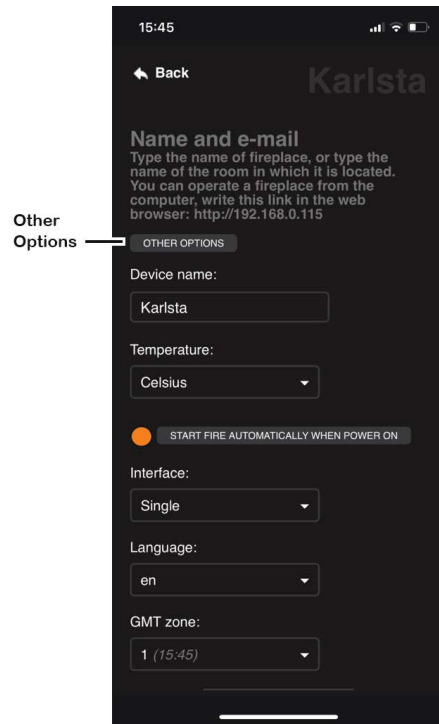 15:45
Back
Karlsta
Name and e-mail
Type the name of fireplace, or type the
name of the room in which it is located.
You can operate a fireplace from the
computer, write this link in the web
browser: http://192.168.0.115
Other
Options
OTHER OPTIONS
Device name:
Karlsta
Temperature:
Celsius
START FIRE AUTOMATICALLY WHEN POWER ON
Interface:
Single
Language:
en
GMT zone:
1 (15:45)